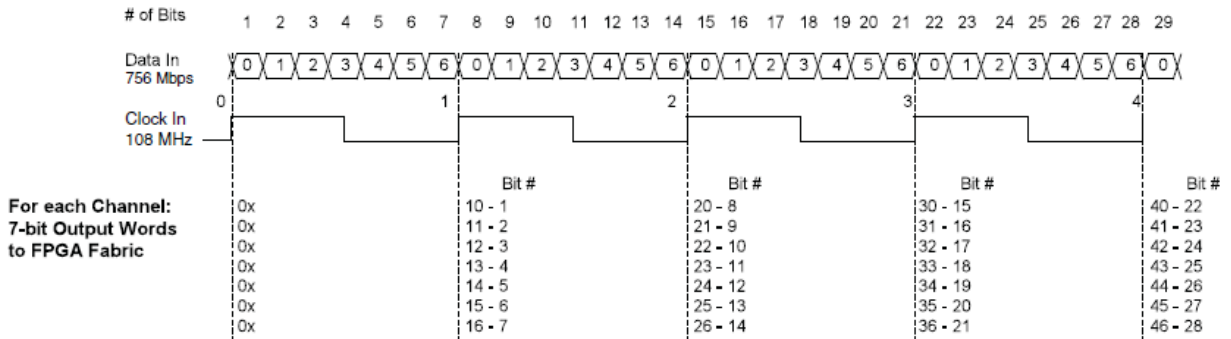 # of Bits 1 2 3 4 5 6 7 8 9 10 11 12 13 14 15 16 17 18 19 20 21 22 23 24 25 26 27 28 29
Data In 0 1 2 3 4 5 6 0 1 2 3 4 5 6 0 1 2 3 4 5 6 0 1 2 3 4 5 6 0
756 Mbps
0 1 2 3 4
Clock In
108 MHz
Bit # Bit # Bit # Bit #
For each Channel: 0x 10 - 1 20 - 8 30 - 15 40 - 22
7-bit Output Words 0x 11 - 2 21 - 9 31 - 16 41 - 23
to FPGA Fabric 0x 12 - 3 22 - 10 32 - 17 42 - 24
0x 13 - 4 23 - 11 33 - 18 43 - 25
0x 14 - 5 24 - 12 34 - 19 44 - 26
0x 15 - 6 25 - 13 35 - 20 45 - 27
0x 16 - 7 26 - 14 36 - 21 46 - 28